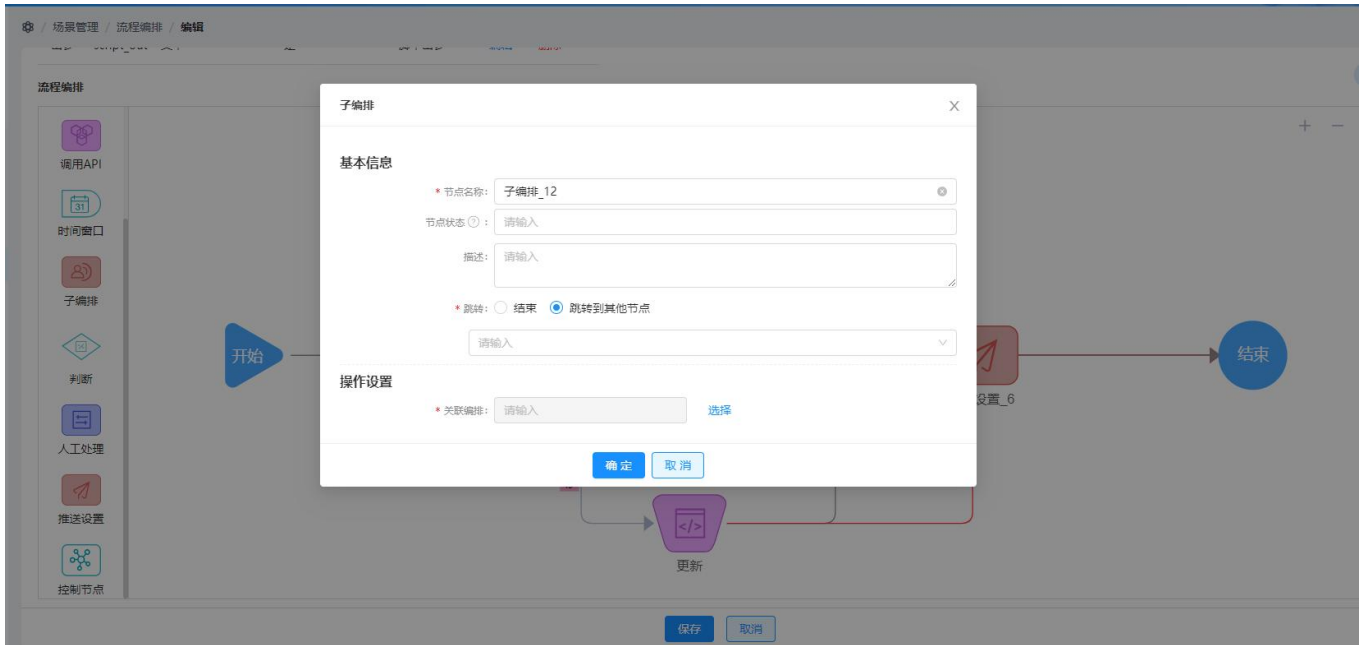 / 场景管理 / 流程编排 / 编辑
流程编排
调用API
31
时间窗口
子编排
判断
人工处理
推送设置
控制节点
开始
结束
设置_6
</>
更新
子编排
基本信息
* 节点名称: 子编排_12
节点状态 ? : 请输入
描述: 请输入
* 跳转: 结束 跳转到其他节点
请输入
操作设置
* 关联编排: 请输入 选择
确定 取消
保存 取消